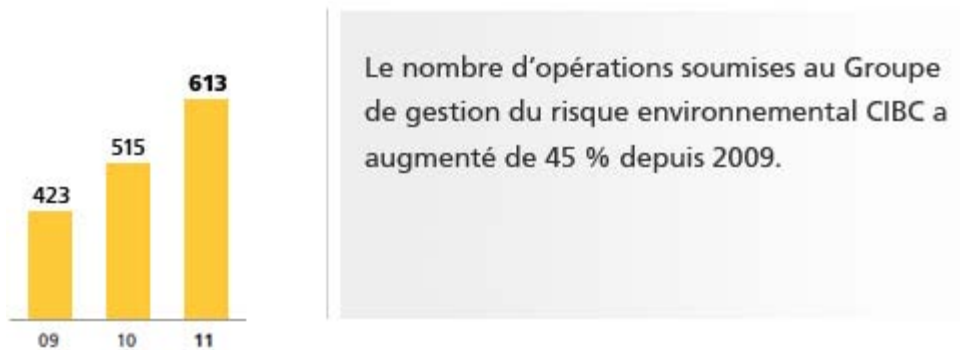 613
515
423
09 10 11
Le nombre d'opérations soumises au Groupe
de gestion du risque environnemental CIBC a
augmenté de 45 % depuis 2009.